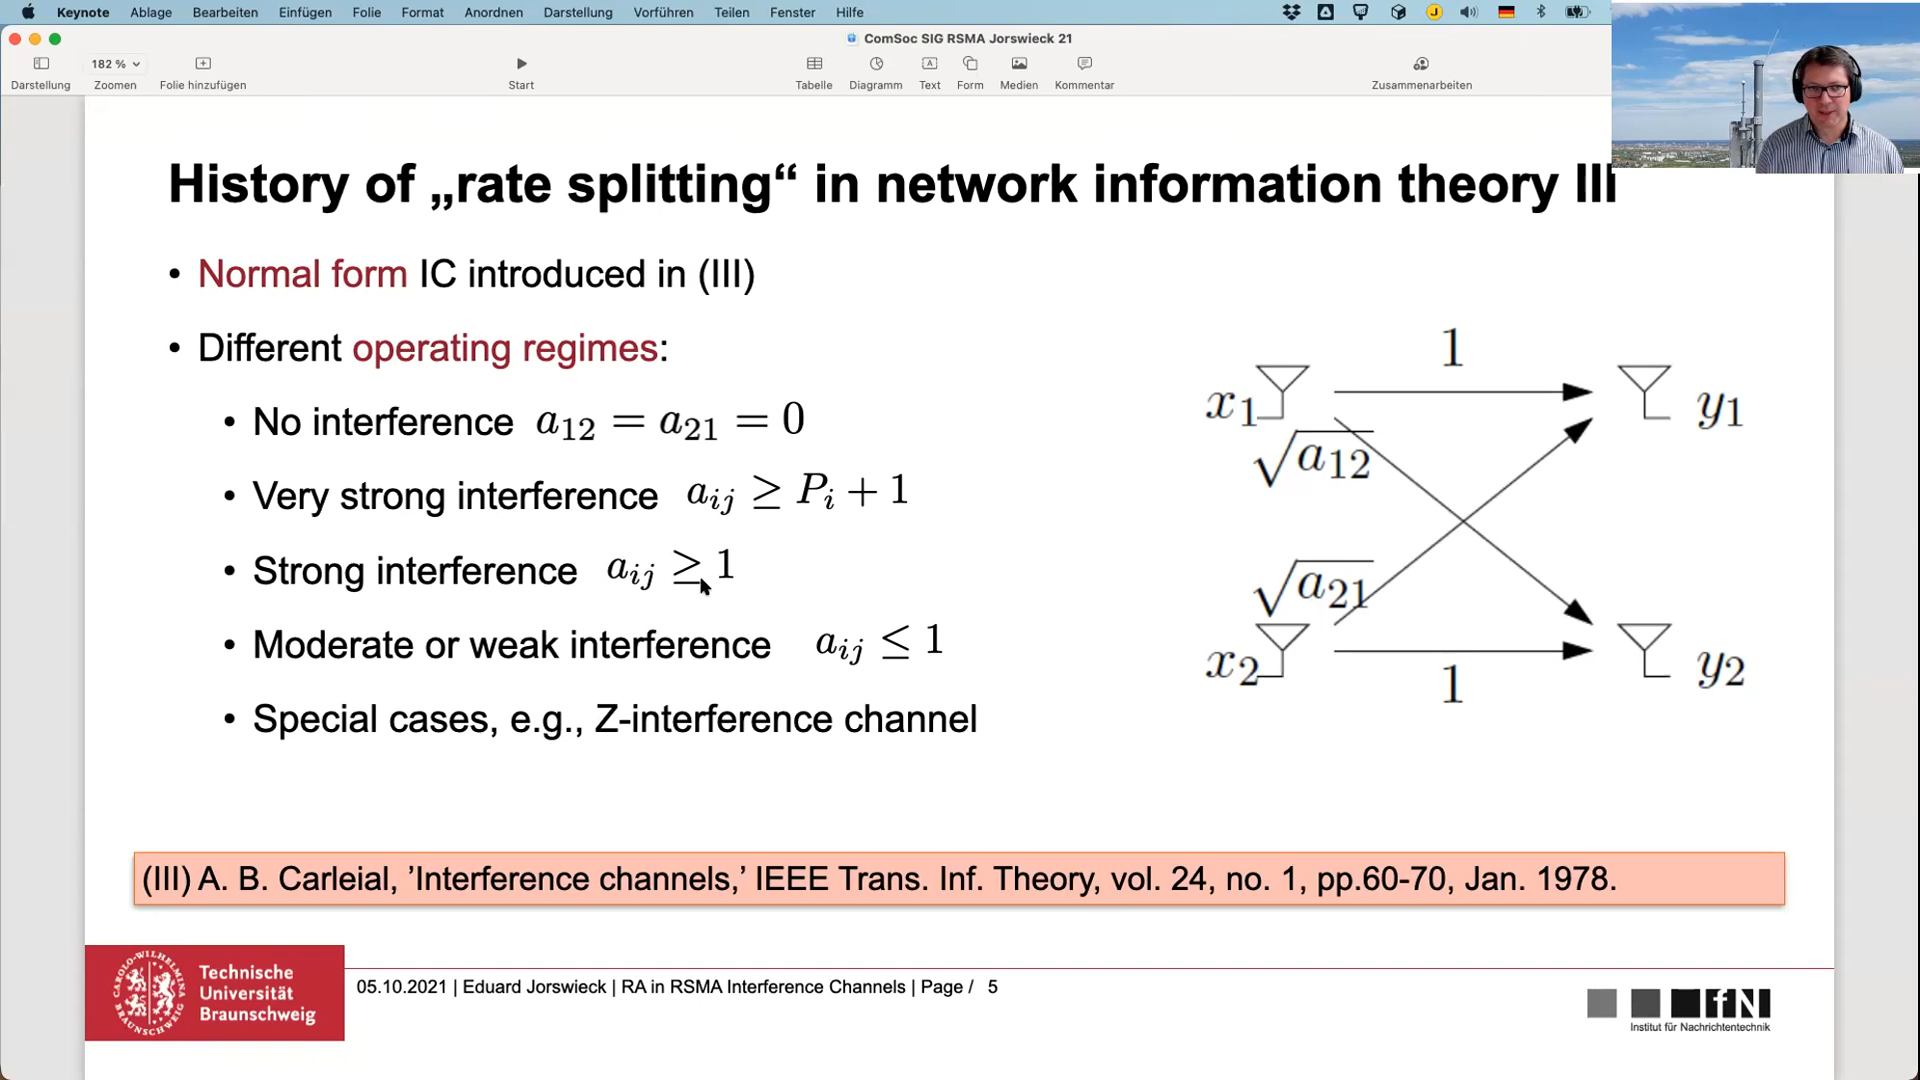 Keynote Ablage Bearbeiten Einfügen Folie Format Anordnen Darstellung Vorführen Teilen Fenster Hilfe
ComSoc SIG RSMA Jorswieck 21
182 %
Darstellung Zoomen Folie hinzufügen Start Tabelle Diagramm Text Form Medien Kommentar Zusammenarbeiten
History of „rate splitting“ in network information theory III
• Normal form IC introduced in (III)
• Different operating regimes:
• No interference a₁₂ = a₂₁ = 0
• Very strong interference aᵢⱼ ≥ Pᵢ + 1
• Strong interference aᵢⱼ ≥ 1
• Moderate or weak interference aᵢⱼ ≤ 1
• Special cases, e.g., Z-interference channel
1
x₁
y₁
√a₁₂
√a₂₁
x₂
y₂
1
(III) A. B. Carleial, ’Interference channels,’ IEEE Trans. Inf. Theory, vol. 24, no. 1, pp.60-70, Jan. 1978.
CAROLO-WILHELMINA
BRAUNSCHWEIG
Technische
Universität
Braunschweig
05.10.2021 | Eduard Jorswieck | RA in RSMA Interference Channels | Page / 5
IfN
Institut für Nachrichtentechnik